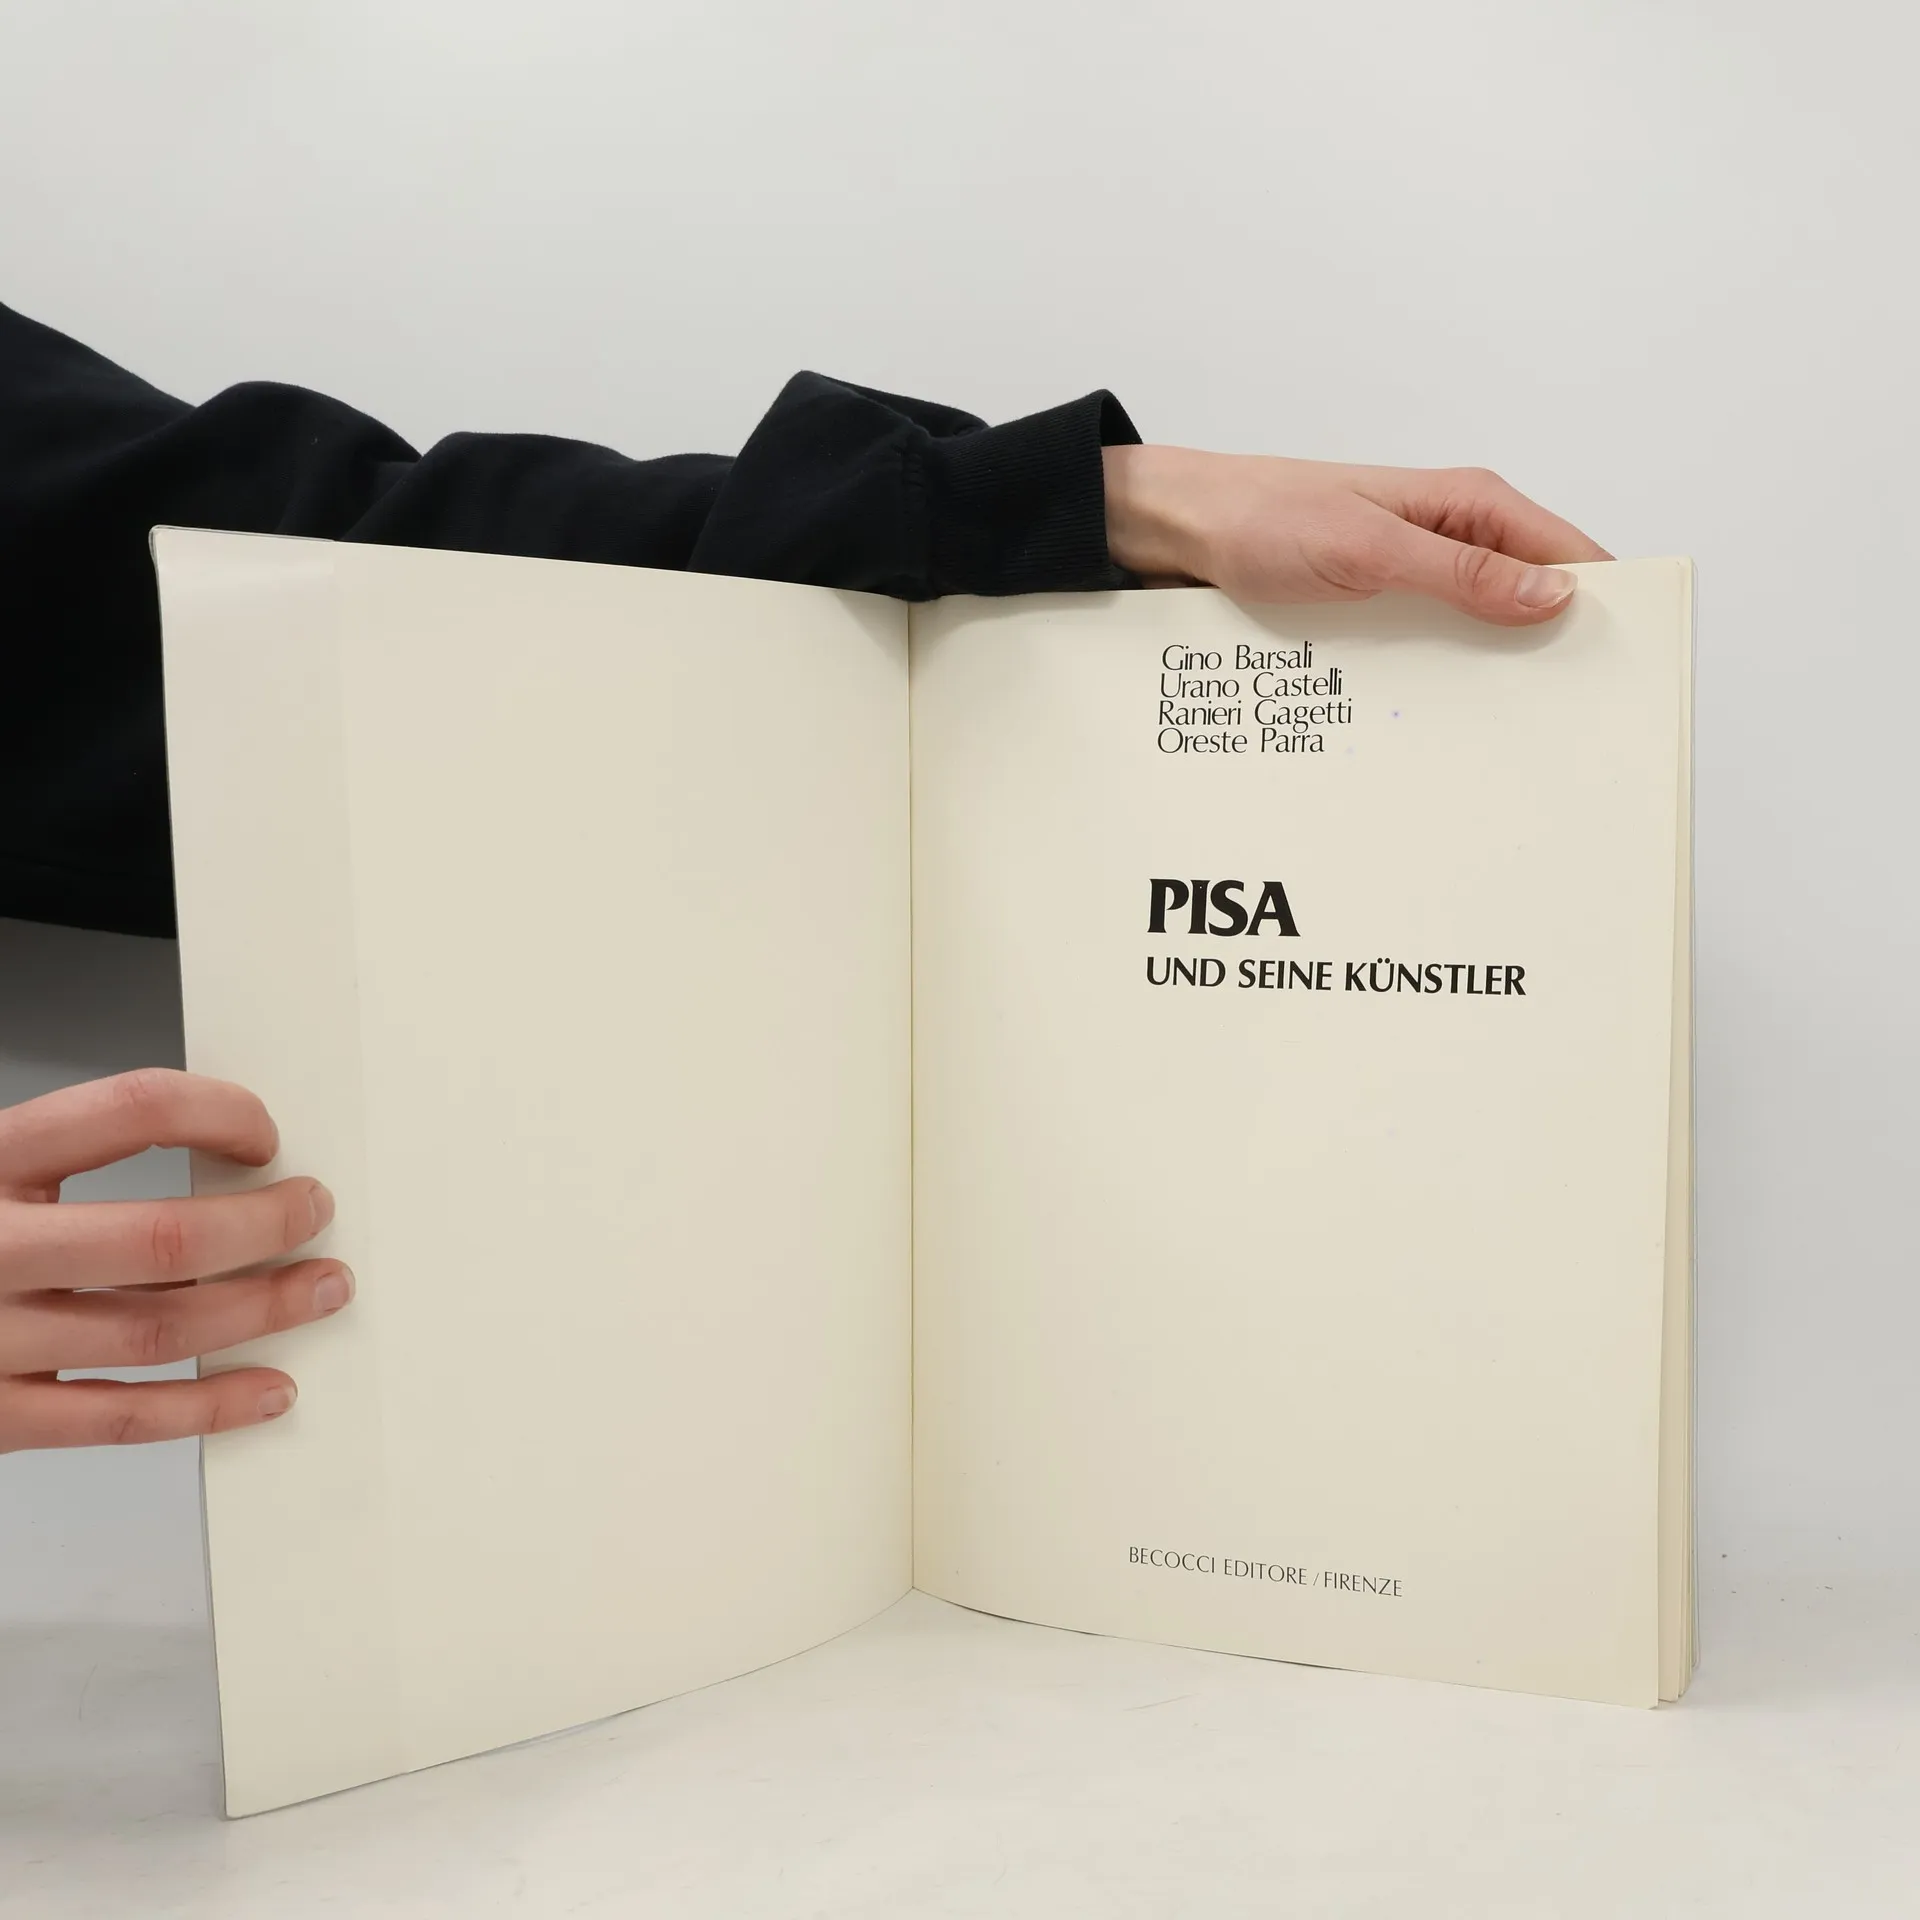 Gino Barsali
Urano Castelli
Ranieri Gagetti
Oreste Parra
PISA
UND SEINE KÜNSTLER
BECOCCI EDITORE / FIRENZE